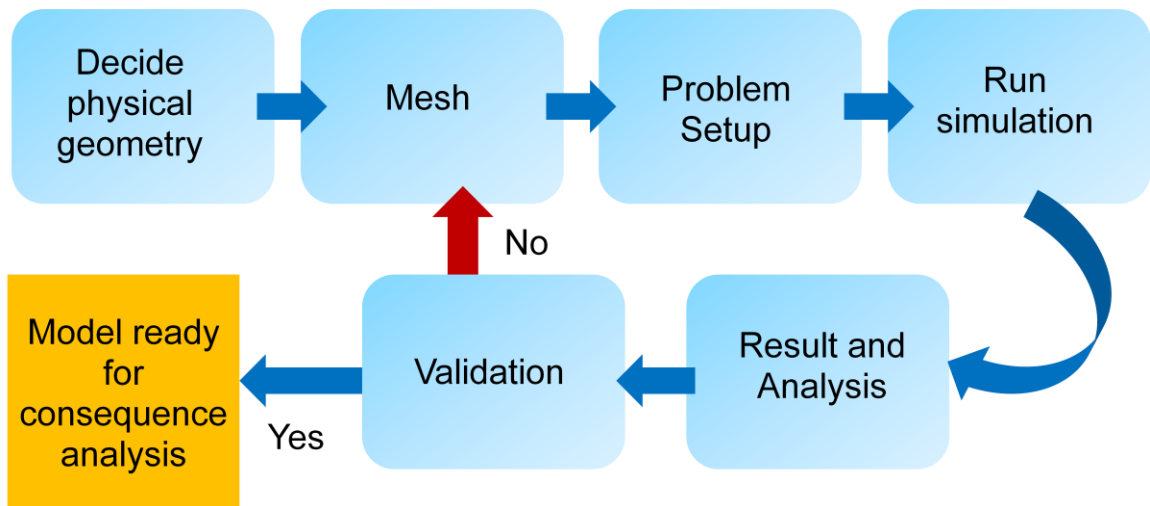 Decide
physical
geometry
Mesh
Problem
Setup
Run
simulation
No
Model ready
for
consequence
analysis
Yes
Validation
Result and
Analysis